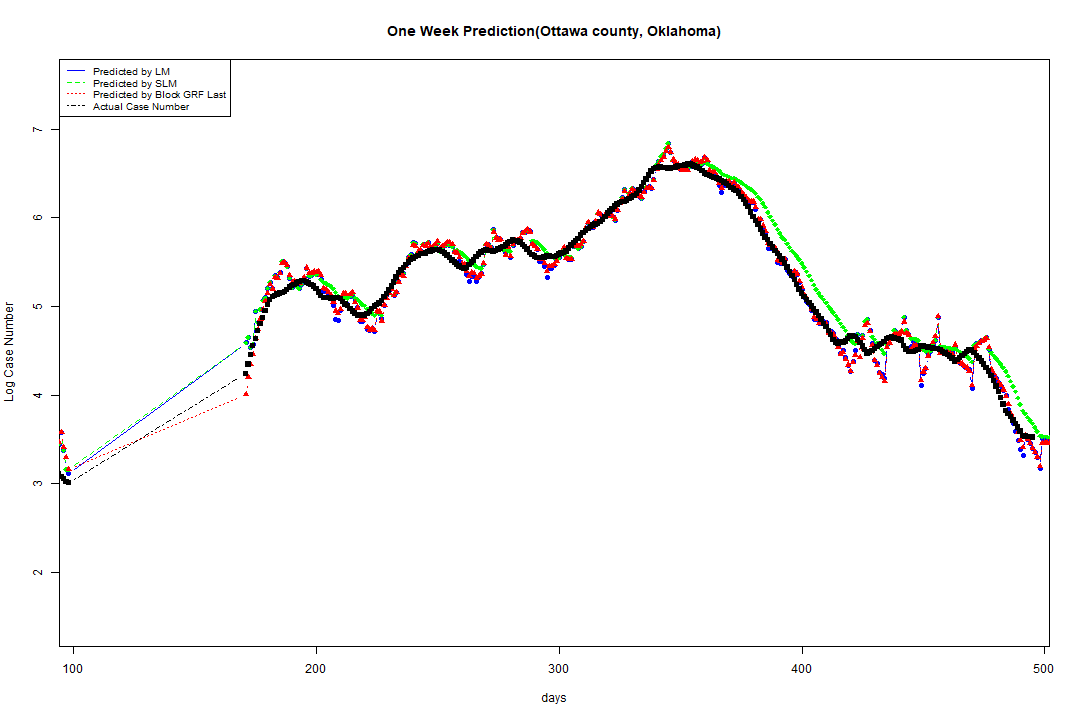 One Week Prediction(Ottawa county, Oklahoma)
Predicted by LM
Predicted by SLM
Predicted by Block GRF Last
Actual Case Number
Log Case Number
7
6
5
4
3
2
100 200 300 400 500
days